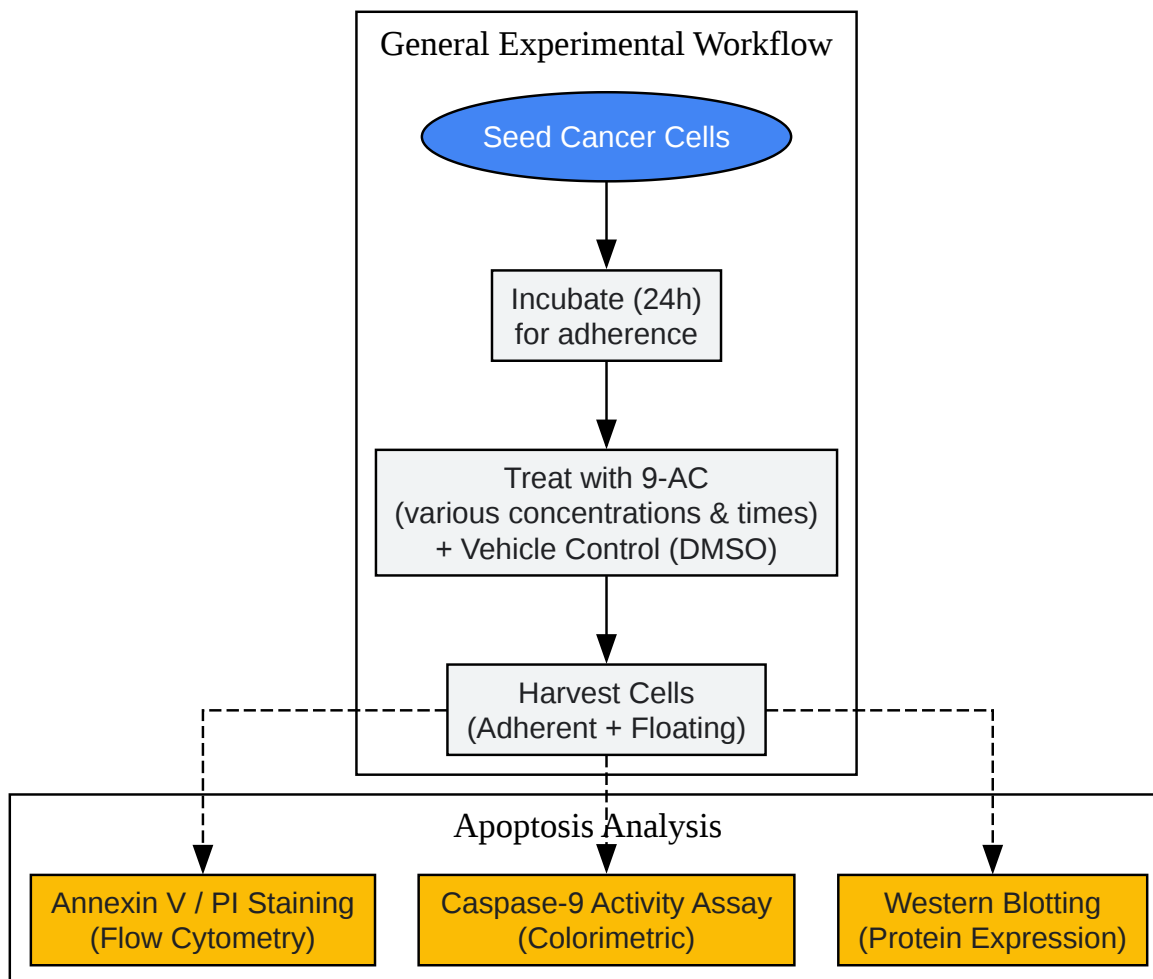 General Experimental Workflow
Seed Cancer Cells
Incubate (24h)
for adherence
Treat with 9-AC
(various concentrations & times)
+ Vehicle Control (DMSO)
Harvest Cells
(Adherent + Floating)
Apoptosis Analysis
Annexin V / PI Staining
(Flow Cytometry)
Caspase-9 Activity Assay
(Colorimetric)
Western Blotting
(Protein Expression)